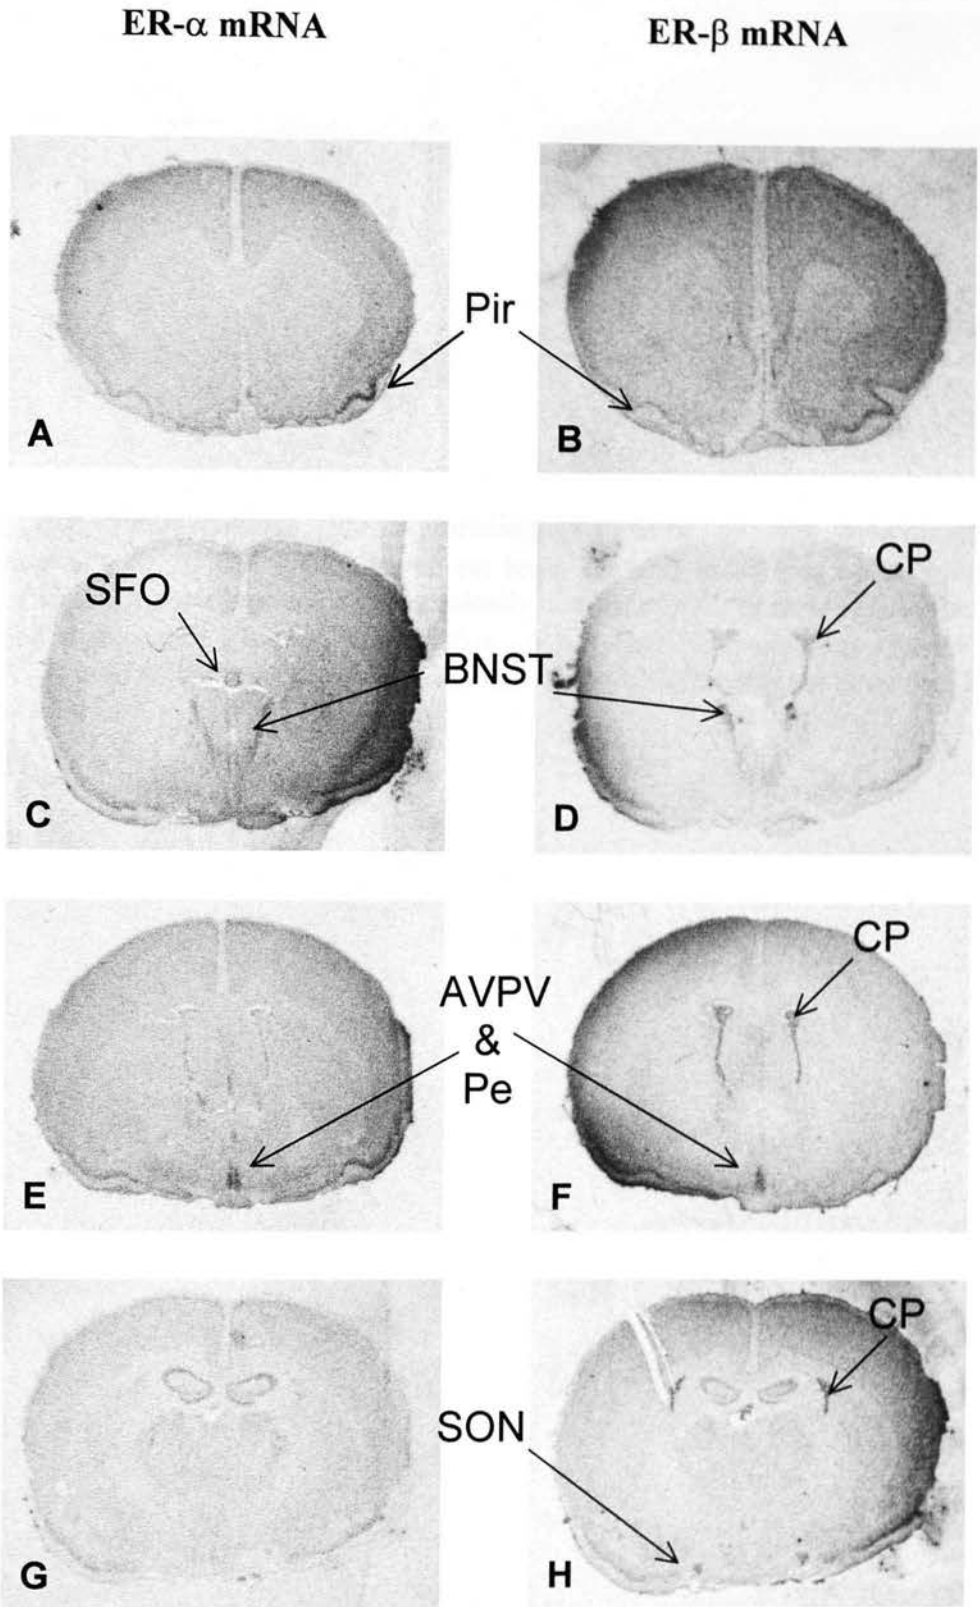 ER-α mRNA
ER-β mRNA
Pir
A
B
SFO
CP
BNST
C
D
CP
AVPV
&
Pe
E
F
CP
SON
G
H